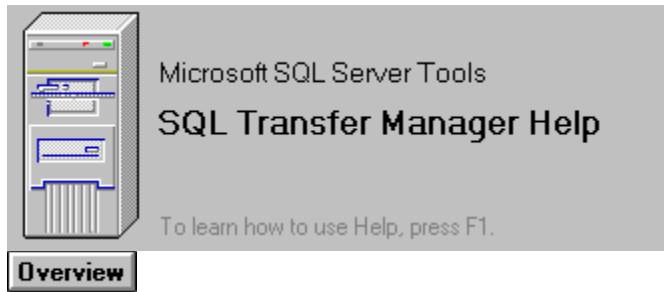 Microsoft SQL Server Tools
SQL Transfer Manager Help
To learn how to use Help, press F1.
Overview